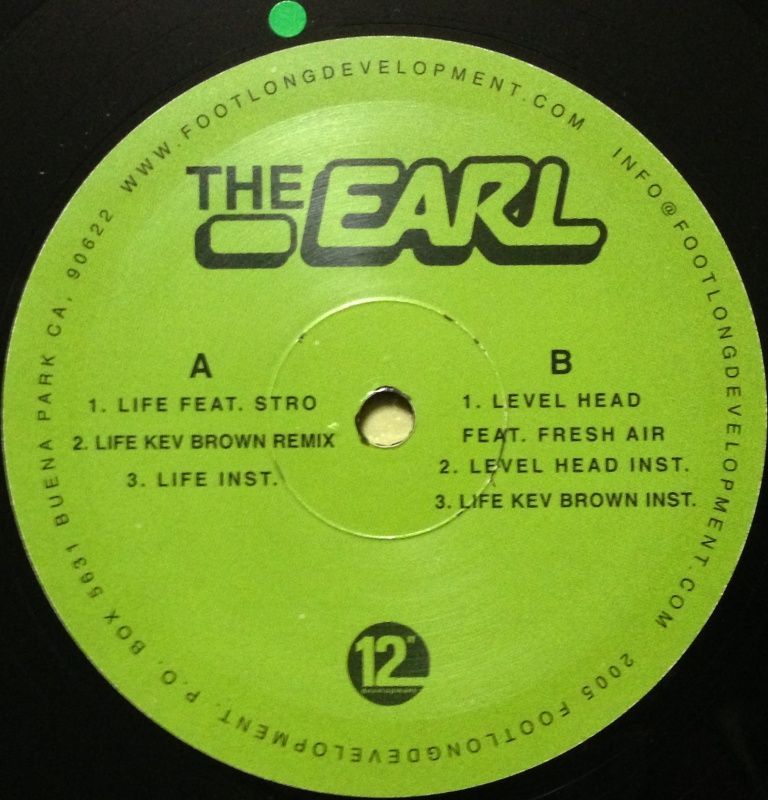 WWW.FOOTLONGDEVELOPMENT.COM
INFO@FOOTLONGDEVELOPMENT.COM
THE EARL
A
1. LIFE FEAT. STRO
2. LIFE KEV BROWN REMIX
3. LIFE INST.
B
1. LEVEL HEAD
FEAT. FRESH AIR
2. LEVEL HEAD INST.
3. LIFE KEV BROWN INST.
12"
development
2005 FOOTLONGDEVELOPMENT. P.O. BOX 5631 BUENA PARK CA, 90622